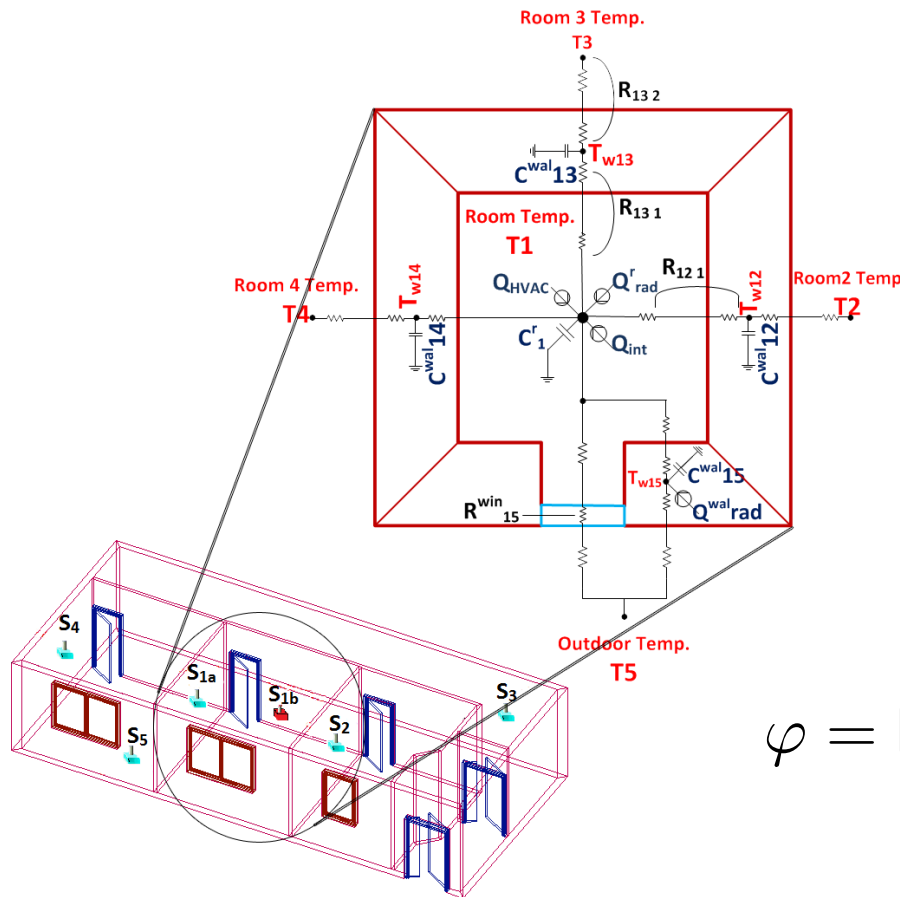 Room 3 Temp.
T3
R13 2
Tw13
Cwal13
R13 1
Room Temp.
T1
R12 1
Room 4 Temp.
T4
Tw14
Cwal14
QHVAC
Qrrad
Cr1
Qint
Tw12
Cwal12
Room2 Temp
T2
Tw15
Cwal15
Qwalrad
Rwin15
Outdoor Temp.
T5
S4
S1a
S1b
S3
S2
S5
φ =